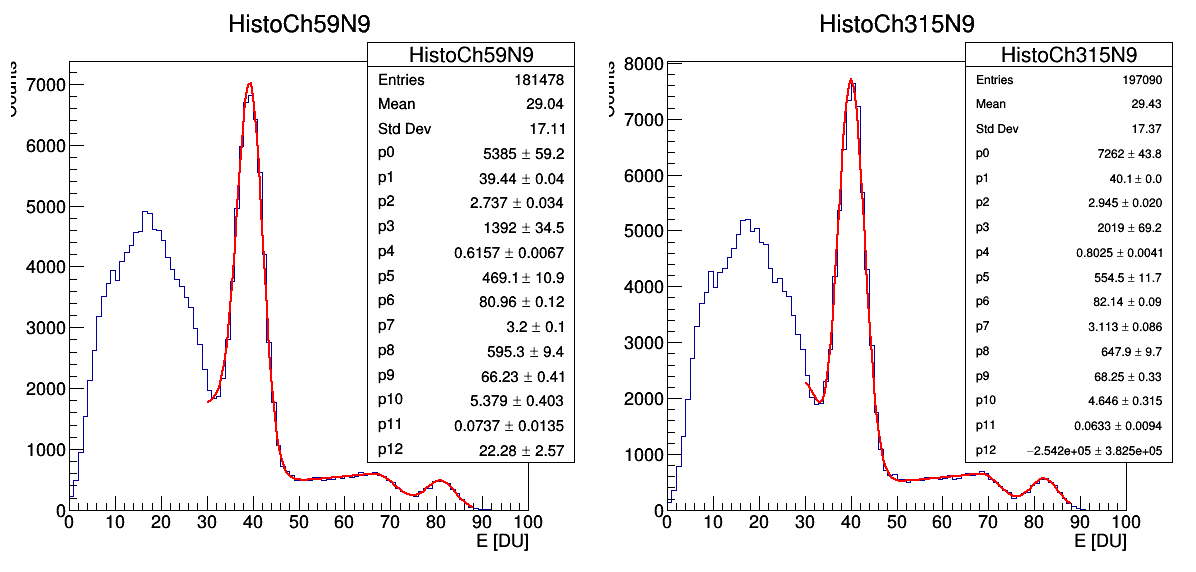 HistoCh59N9
HistoCh59N9
Entries 181478
Mean 29.04
Std Dev 17.11
p0 5385 ± 59.2
p1 39.44 ± 0.04
p2 2.737 ± 0.034
p3 1392 ± 34.5
p4 0.6157 ± 0.0067
p5 469.1 ± 10.9
p6 80.96 ± 0.12
p7 3.2 ± 0.1
p8 595.3 ± 9.4
p9 66.23 ± 0.41
p10 5.379 ± 0.403
p11 0.0737 ± 0.0135
p12 22.28 ± 2.57
7000
6000
5000
4000
3000
2000
1000
0
0 10 20 30 40 50 60 70 80 90 100
E [DU]
HistoCh315N9
HistoCh315N9
Entries 197090
Mean 29.43
Std Dev 17.37
p0 7262 ± 43.8
p1 40.1 ± 0.0
p2 2.945 ± 0.020
p3 2019 ± 69.2
p4 0.8025 ± 0.0041
p5 554.5 ± 11.7
p6 82.14 ± 0.09
p7 3.113 ± 0.086
p8 647.9 ± 9.7
p9 68.25 ± 0.33
p10 4.646 ± 0.315
p11 0.0633 ± 0.0094
p12 −2.542e+05 ± 3.825e+05
8000
7000
6000
5000
4000
3000
2000
1000
0
0 10 20 30 40 50 60 70 80 90 100
E [DU]